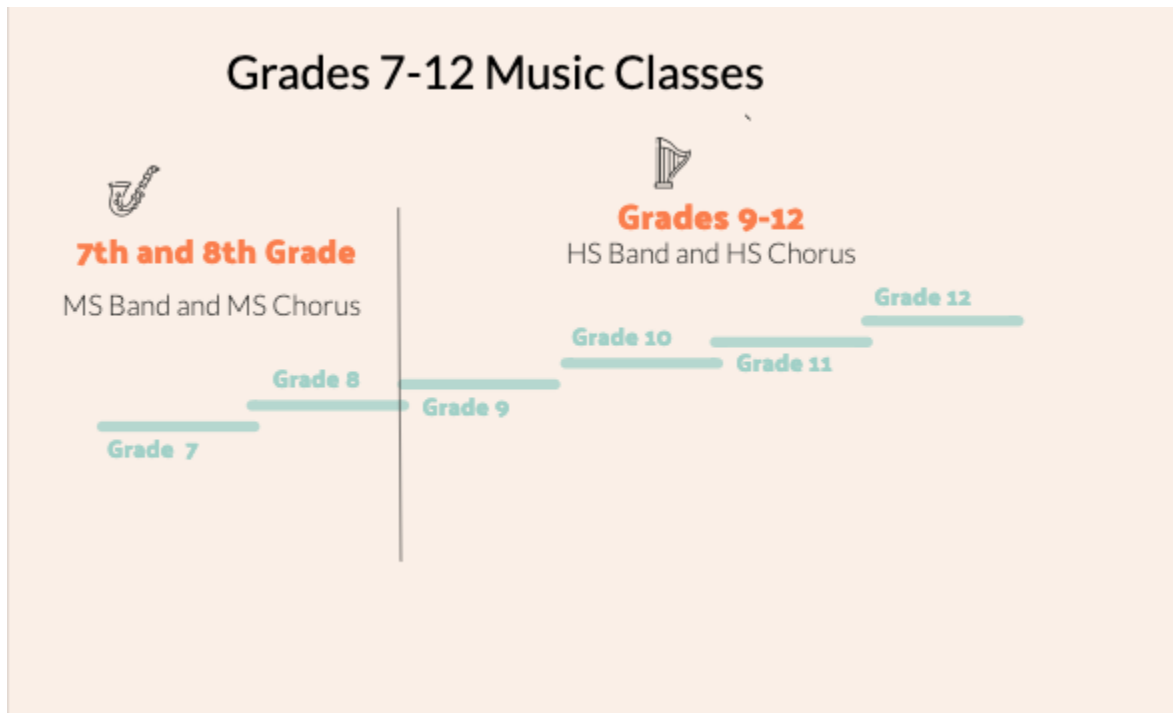 Grades 7-12 Music Classes
7th and 8th Grade
MS Band and MS Chorus
Grades 9-12
HS Band and HS Chorus
Grade 7
Grade 8
Grade 9
Grade 10
Grade 11
Grade 12